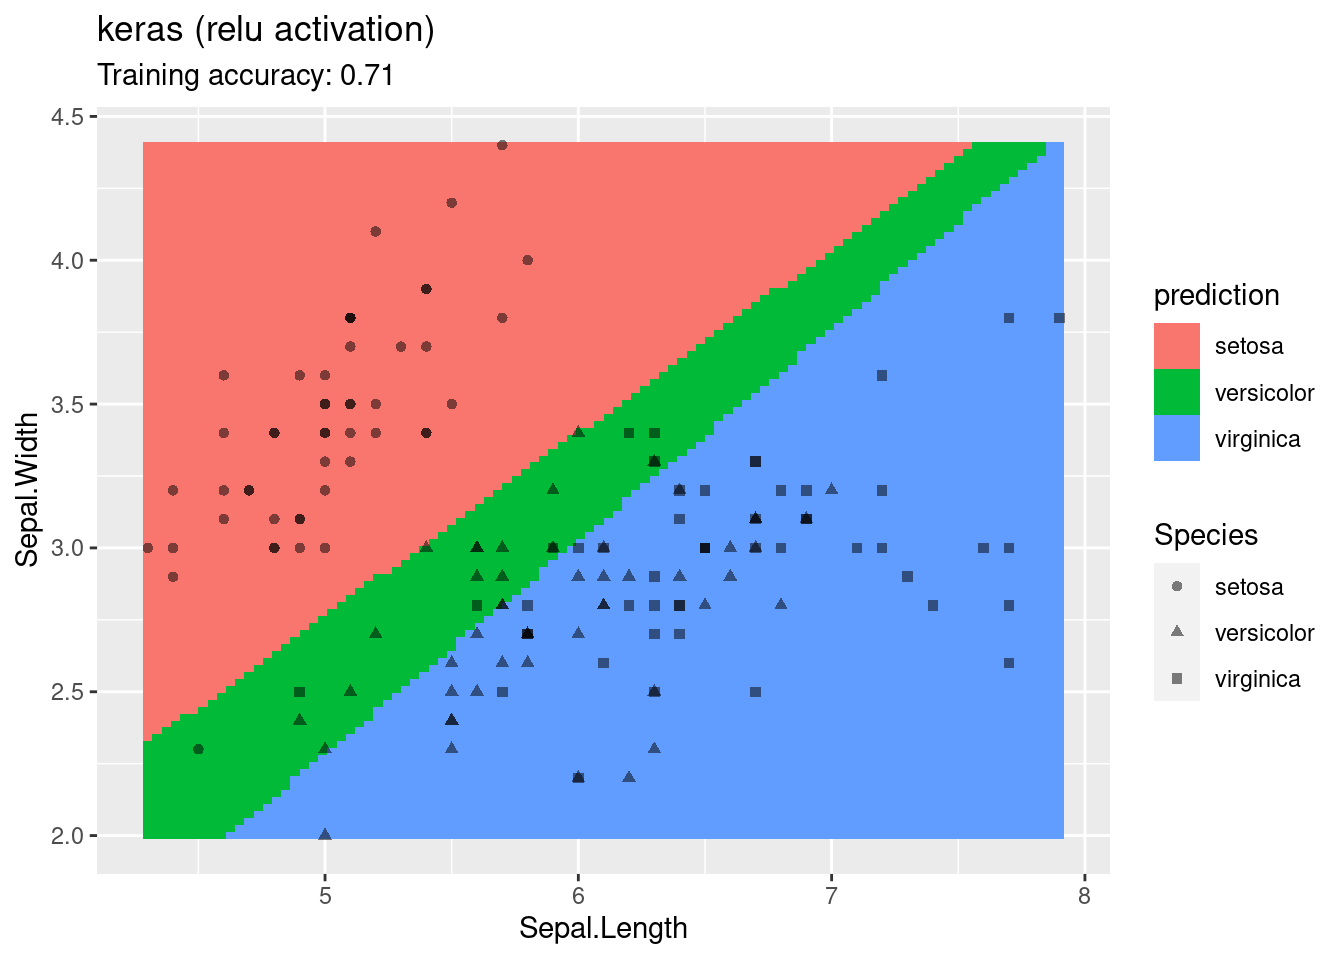 keras (relu activation)
Training accuracy: 0.71
4.5
4.0
3.5
3.0
2.5
2.0
Sepal.Width
5
6
7
8
Sepal.Length
prediction
setosa
versicolor
virginica
Species
setosa
versicolor
virginica